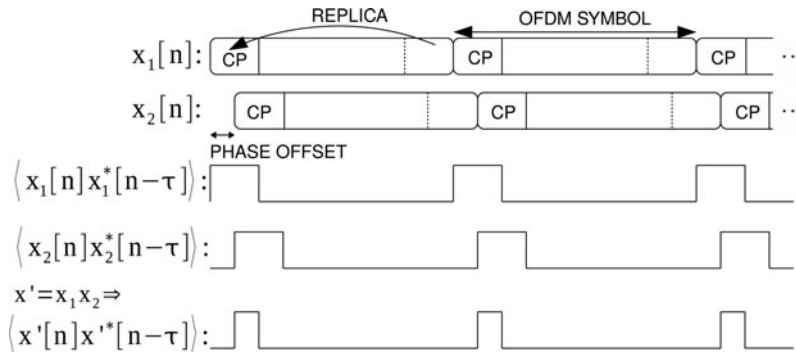 REPLICA OFDM SYMBOL
x₁[n]: CP CP CP ..
x₂[n]: CP CP CP ..
PHASE OFFSET
⟨x₁[n]x₁*[n−τ]⟩:
⟨x₂[n]x₂*[n−τ]⟩:
x'=x₁x₂⇒
⟨x'[n]x'*[n−τ]⟩: